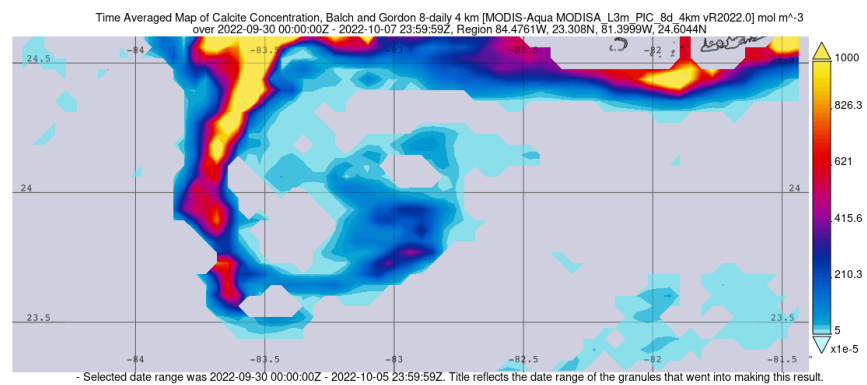 Time Averaged Map of Calcite Concentration, Balch and Gordon 8-daily 4 km [MODIS-Aqua MODISA_L3m_PIC_8d_4km vR2022.0] mol m^-3
over 2022-09-30 00:00:00Z - 2022-10-07 23:59:59Z, Region 84.4761W, 23.308N, 81.3999W, 24.6044N
-84 -83.5 -83 -82.5 -82 -81.5
24.5 24.5
24 24
23.5 23.5
-84 -83.5 -83 -82.5 -82 -81.5
1000
826.3
621
415.6
210.3
5
x1e-5
- Selected date range was 2022-09-30 00:00:00Z - 2022-10-05 23:59:59Z. Title reflects the date range of the granules that went into making this result.